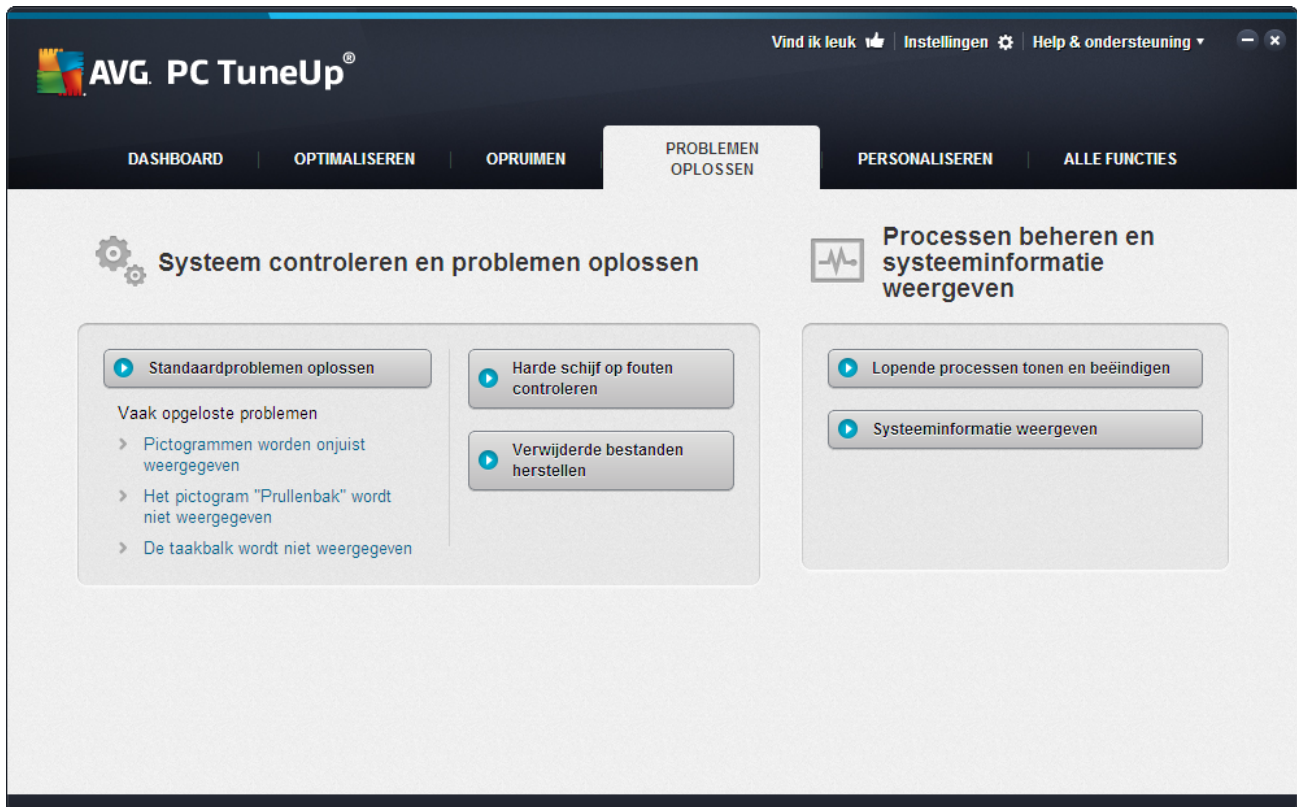 Vind ik leuk | Instellingen | Help & ondersteuning
AVG. PC TuneUp®
DASHBOARD
OPTIMALISEREN
OPRUIMEN
PROBLEMEN
OPLOSSEN
PERSONALISEREN
ALLE FUNCTIES
Systeem controleren en problemen oplossen
Standaardproblemen oplossen
Vaak opgeloste problemen
Pictogrammen worden onjuist
weergegeven
Het pictogram "Prullenbak" wordt
niet weergegeven
De taakbalk wordt niet weergegeven
Harde schijf op fouten
controleren
Verwijderde bestanden
herstellen
Processen beheren en
systeeminformatie
weergeven
Lopende processen tonen en beëindigen
Systeeminformatie weergeven